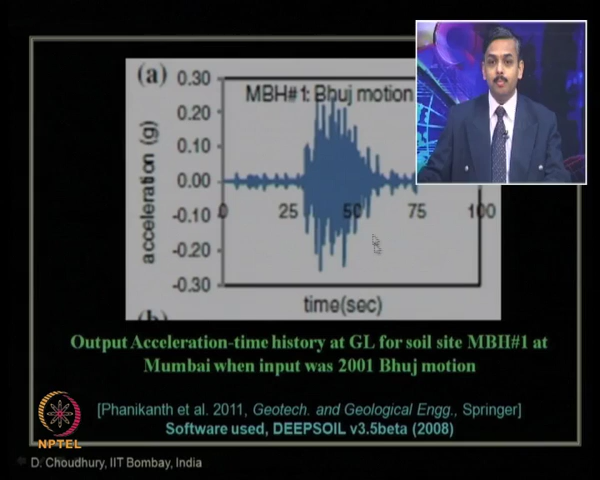 (a)
MBH#1: Bhuj motion
0.30
0.20
0.10
0.00
-0.10
-0.20
-0.30
acceleration (g)
0 25 50 75 100
time(sec)
Output Acceleration-time history at GL for soil site MBH#1 at
Mumbai when input was 2001 Bhuj motion
[Phanikanth et al. 2011, Geotech. and Geological Engg., Springer]
Software used, DEEPSOIL v3.5beta (2008)
NPTEL
D. Choudhury, IIT Bombay, India